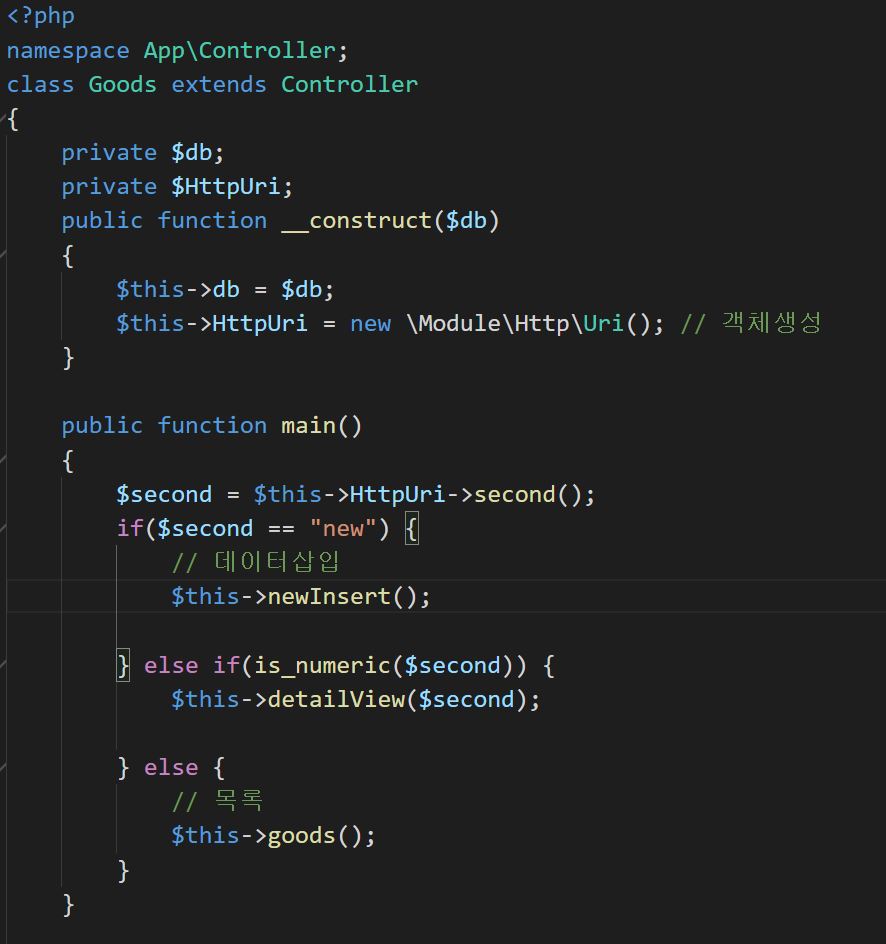 <?php
namespace App\Controller;
class Goods extends Controller
{
    private $db;
    private $HttpUri;
    public function __construct($db)
    {
        $this->db = $db;
        $this->HttpUri = new \Module\Http\Uri(); // 객체생성
    }

    public function main()
    {
        $second = $this->HttpUri->second();
        if($second == "new") {
            // 데이터삽입
            $this->newInsert();

        } else if(is_numeric($second)) {
            $this->detailView($second);

        } else {
            // 목록
            $this->goods();
        }
    }